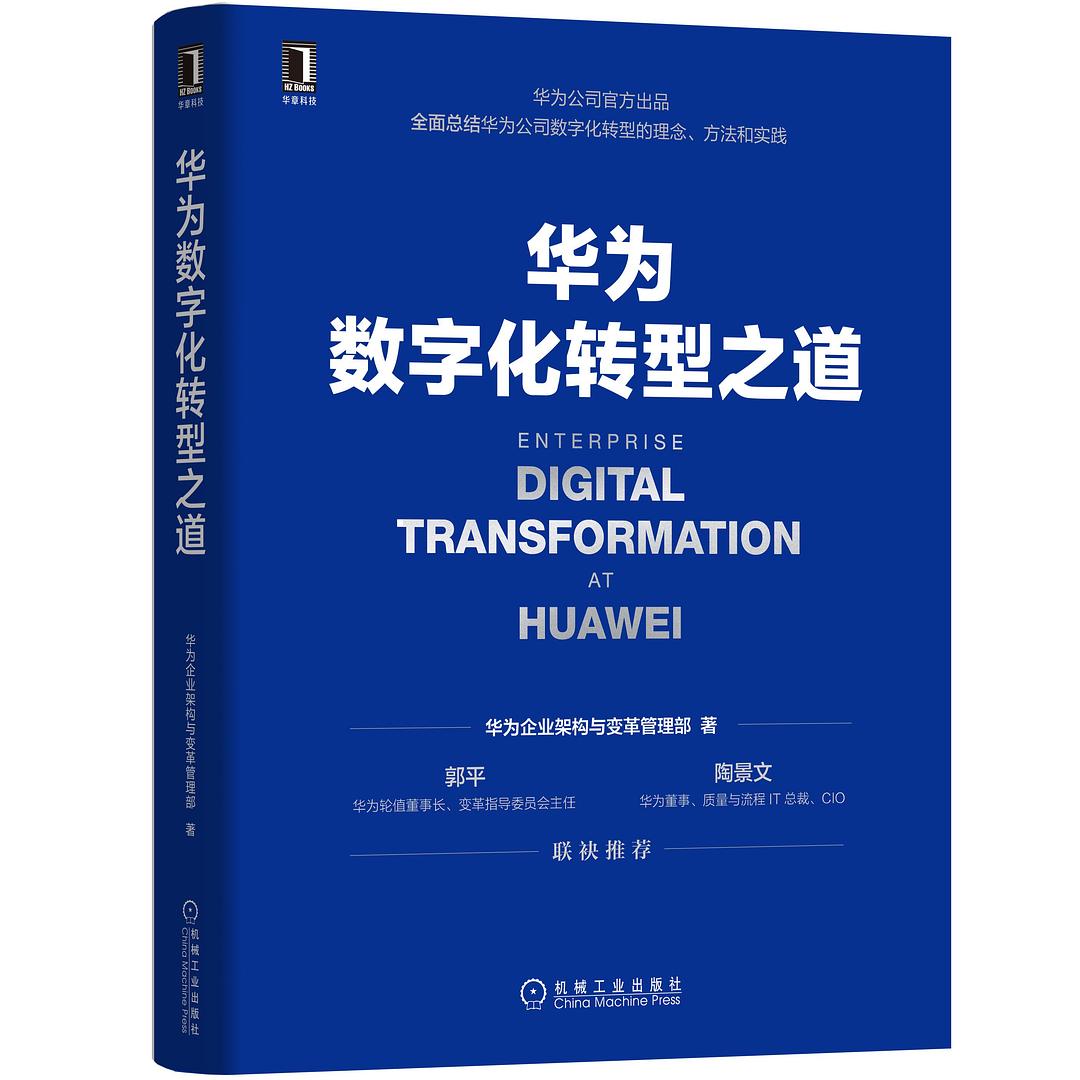 HZ BOOKS
华章科技
华为数字化转型之道
华为企业架构与变革管理部 著
机械工业出版社
China Machine Press
HZ BOOKS
华章科技
华为公司官方出品
全面总结华为公司数字化转型的理念、方法和实践
华为
数字化转型之道
ENTERPRISE
DIGITAL
TRANSFORMATION
AT
HUAWEI
华为企业架构与变革管理部 著
郭平
华为轮值董事长、变革指导委员会主任
陶景文
华为董事、质量与流程 IT 总裁、CIO
联袂推荐
机械工业出版社
China Machine Press